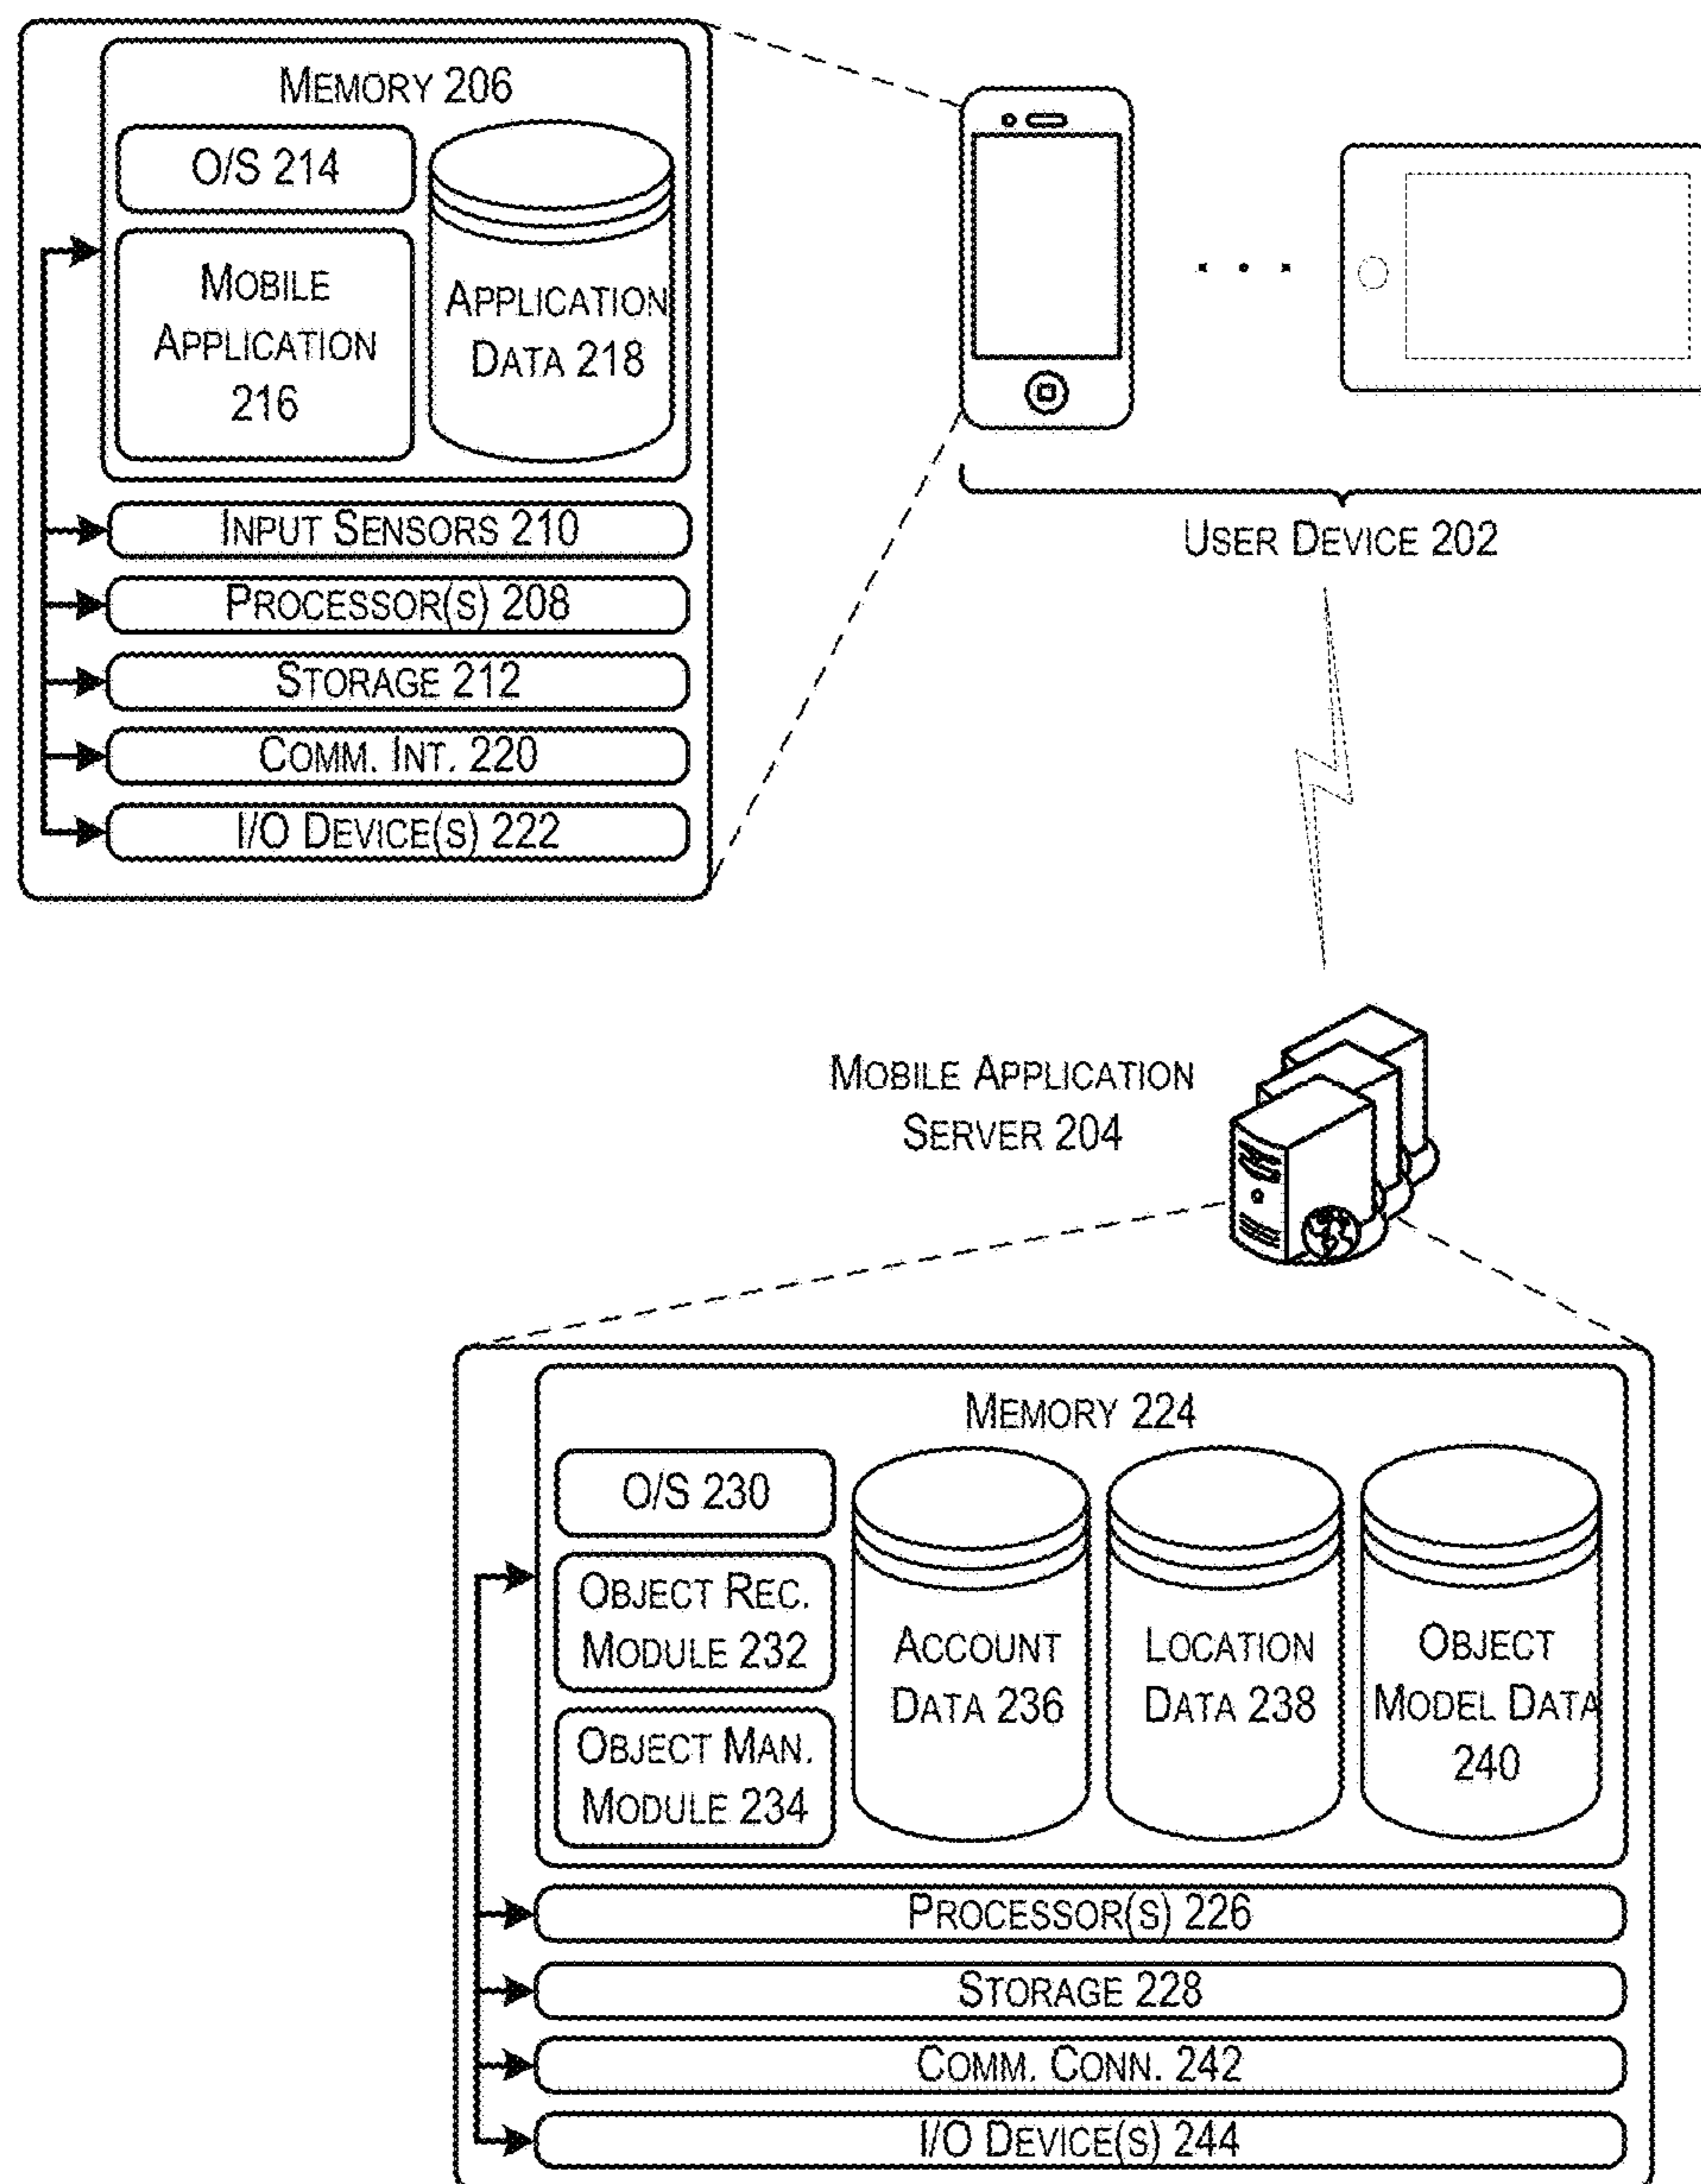 MEMORY 206
O/S 214
MOBILE
APPLICATION
216
APPLICATION
DATA 218
INPUT SENSORS 210
PROCESSOR(S) 208
STORAGE 212
COMM. INT. 220
I/O DEVICE(S) 222
USER DEVICE 202
MOBILE APPLICATION
SERVER 204
MEMORY 224
O/S 230
OBJECT REC.
MODULE 232
OBJECT MAN.
MODULE 234
ACCOUNT
DATA 236
LOCATION
DATA 238
OBJECT
MODEL DATA
240
PROCESSOR(S) 226
STORAGE 228
COMM. CONN. 242
I/O DEVICE(S) 244